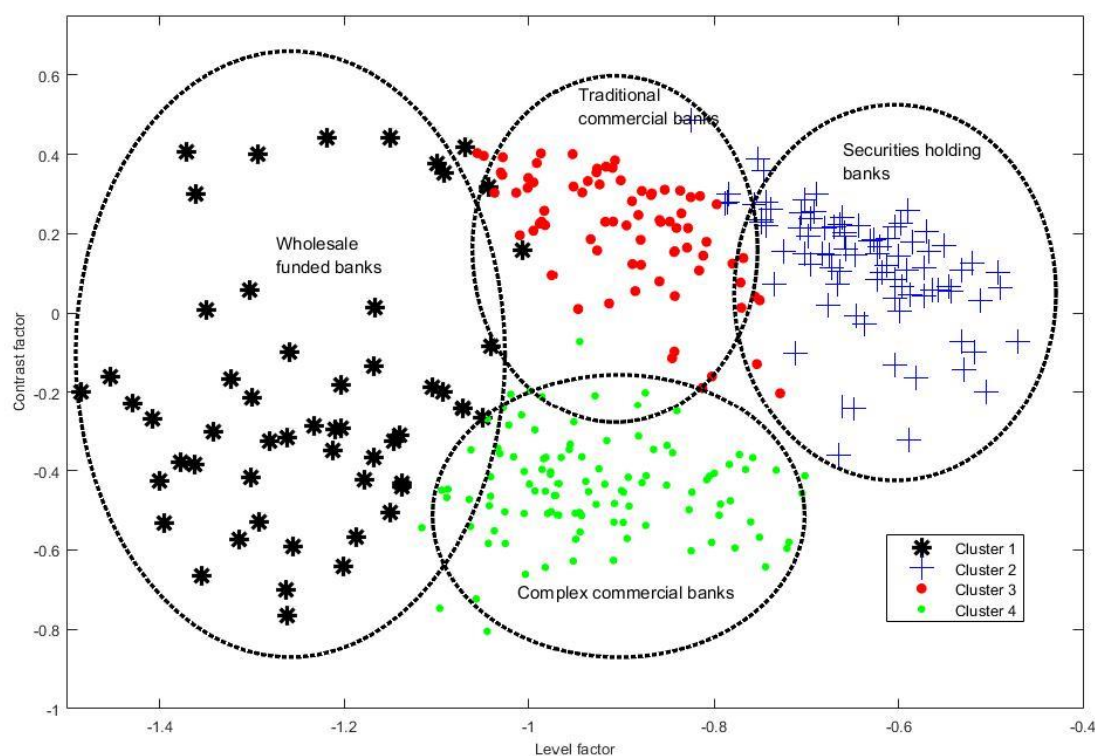 0.6
0.4
0.2
0
-0.2
-0.4
-0.6
-0.8
-1
Contrast factor
-1.4
-1.2
-1
-0.8
-0.6
-0.4
Level factor
Wholesale
funded banks
Traditional
commercial banks
Securities holding
banks
Complex commercial banks
Cluster 1
Cluster 2
Cluster 3
Cluster 4